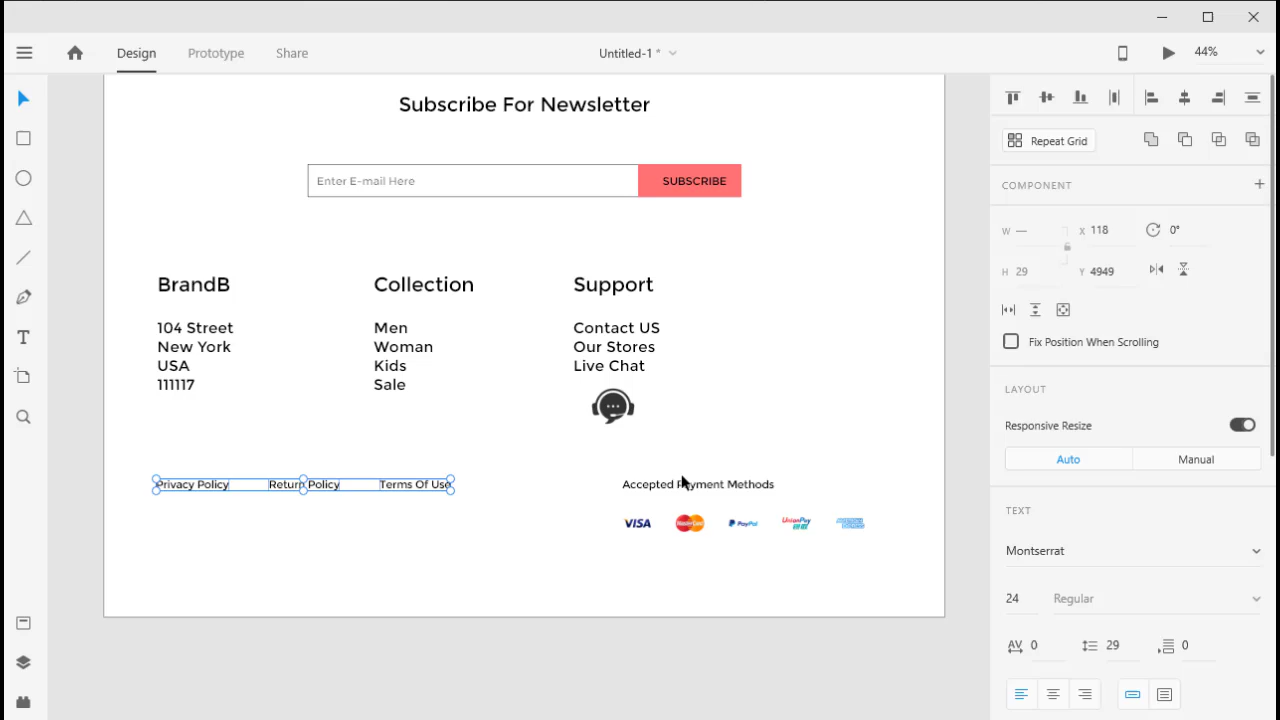 Design Prototype Share Untitled-1 * 44%
Subscribe For Newsletter
Enter E-mail Here SUBSCRIBE
BrandB
104 Street
New York
USA
111117
Collection
Men
Woman
Kids
Sale
Support
Contact US
Our Stores
Live Chat
Privacy Policy Return Policy Terms Of Use
Accepted Payment Methods
VISA MasterCard PayPal UnionPay
T
Repeat Grid
COMPONENT
W — X 118 0°
H 29 Y 4949
Fix Position When Scrolling
LAYOUT
Responsive Resize
Auto Manual
TEXT
Montserrat
24 Regular
AV 0 29 0